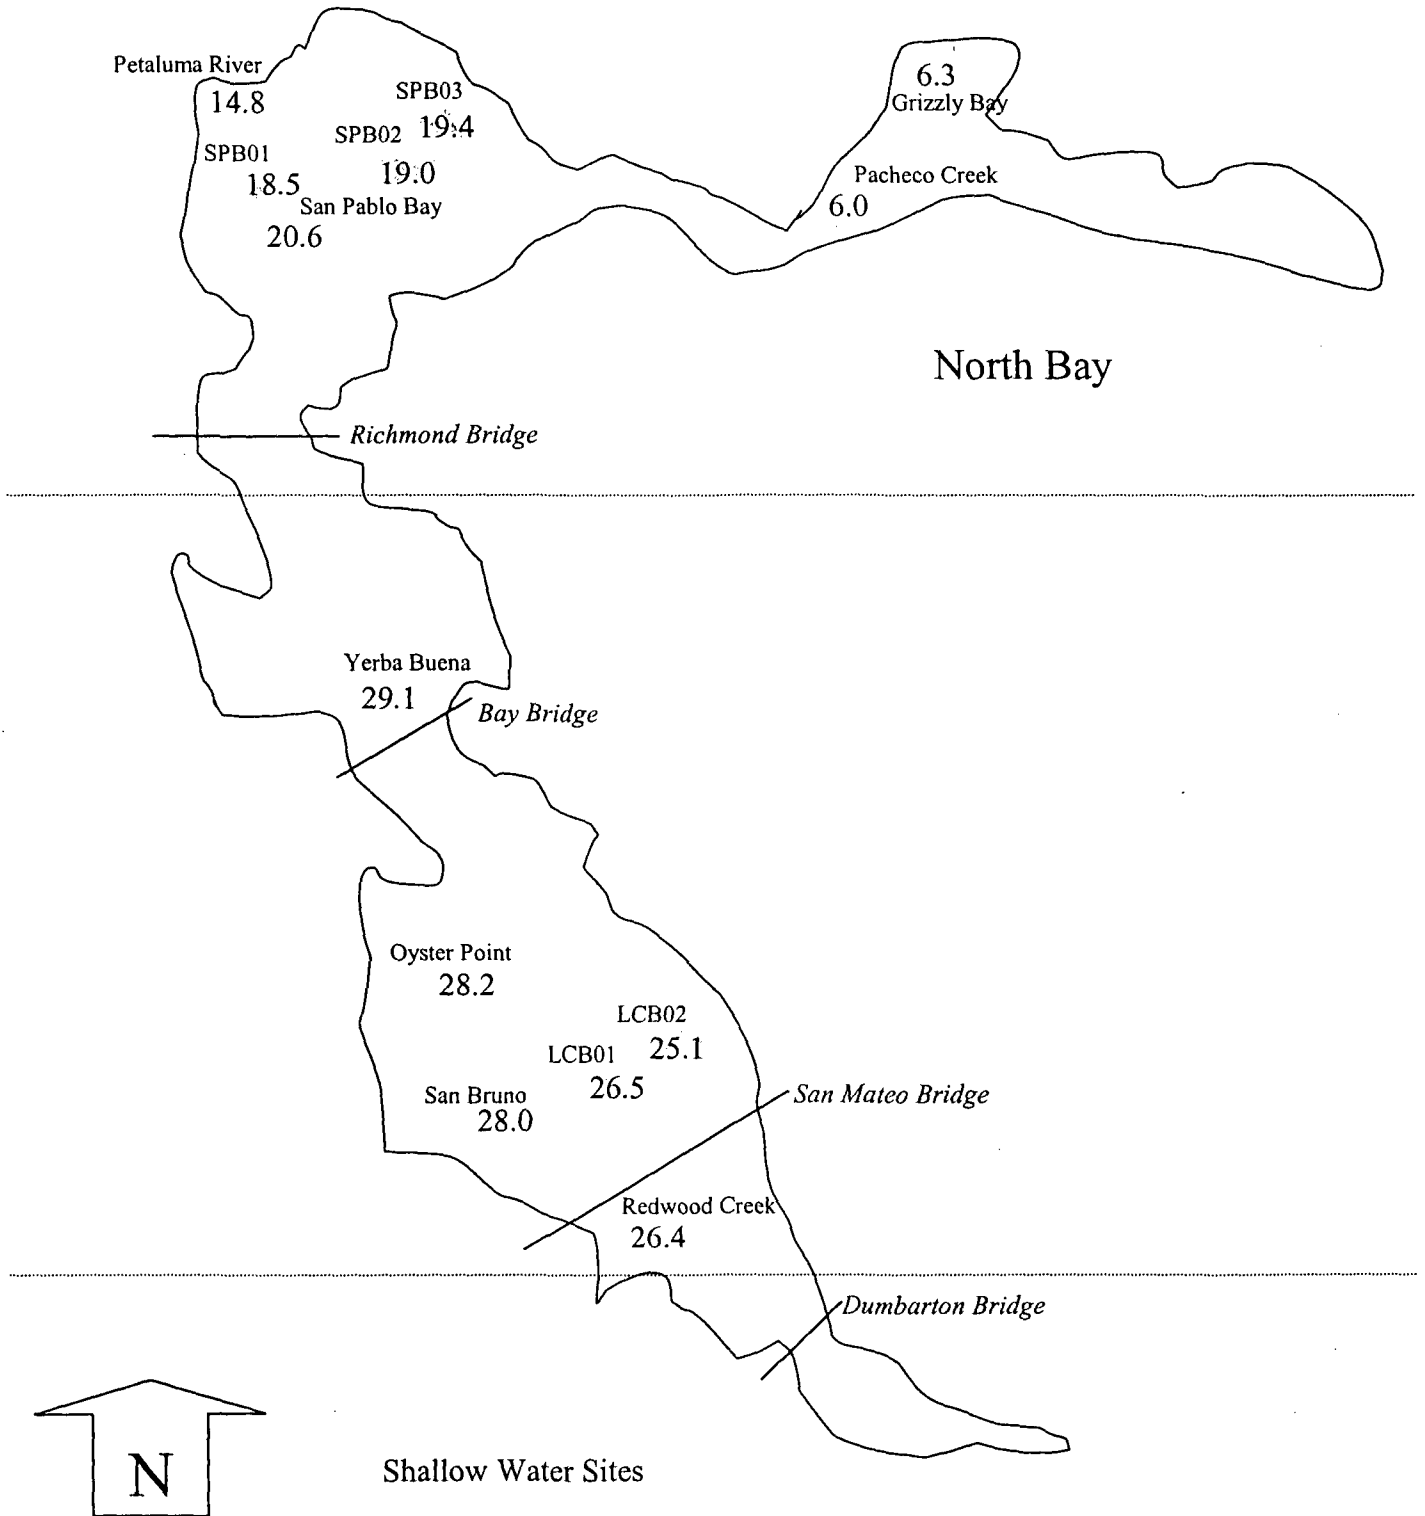 Petaluma River
14.8
SPB03
19.4
SPB02
19.0
SPB01
18.5
San Pablo Bay
20.6
6.3
Grizzly Bay
Pacheco Creek
6.0
North Bay
Richmond Bridge
Yerba Buena
29.1
Bay Bridge
Oyster Point
28.2
LCB02
25.1
LCB01
26.5
San Bruno
28.0
San Mateo Bridge
Redwood Creek
26.4
Dumbarton Bridge
N
Shallow Water Sites